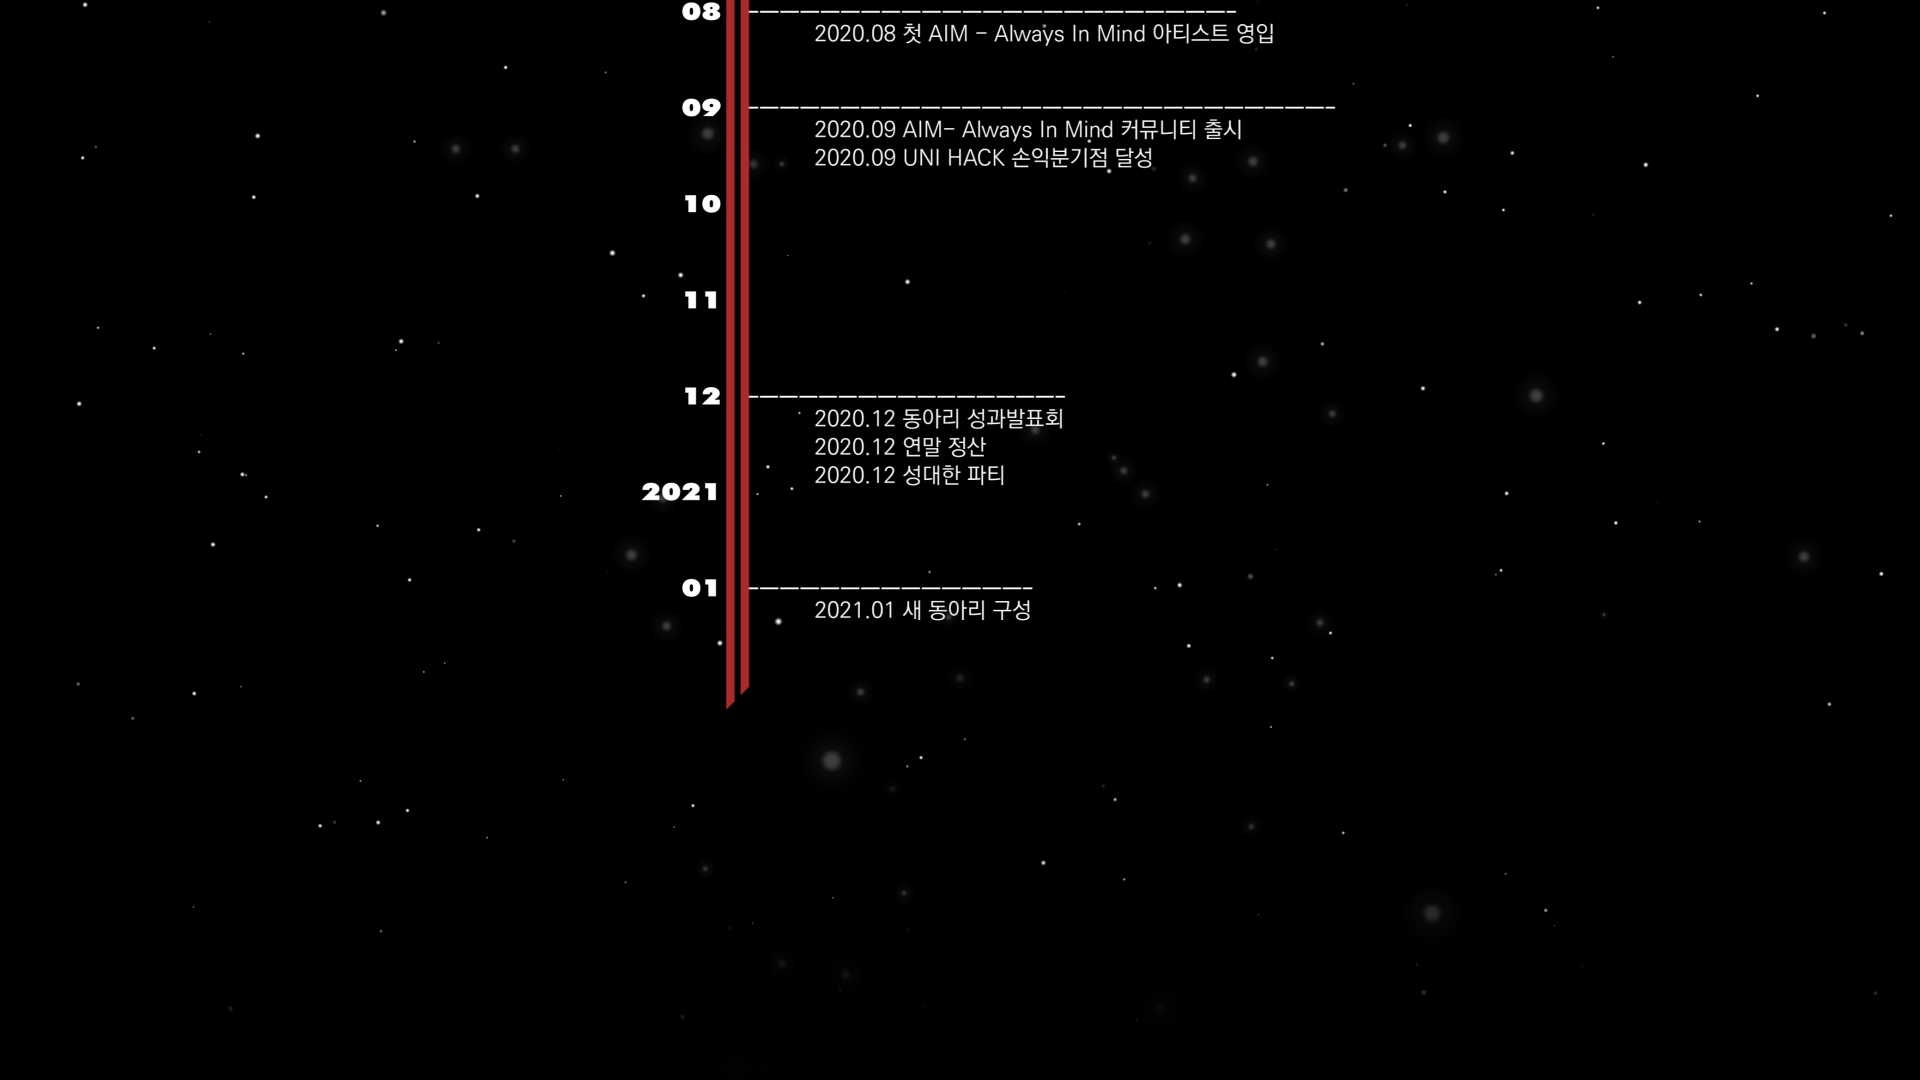 08
2020.08 첫 AIM - Always In Mind 아티스트 영입
09
2020.09 AIM- Always In Mind 커뮤니티 출시
2020.09 UNI HACK 손익분기점 달성
10
11
12
2020.12 동아리 성과발표회
2020.12 연말 정산
2020.12 성대한 파티
2021
01
2021.01 새 동아리 구성